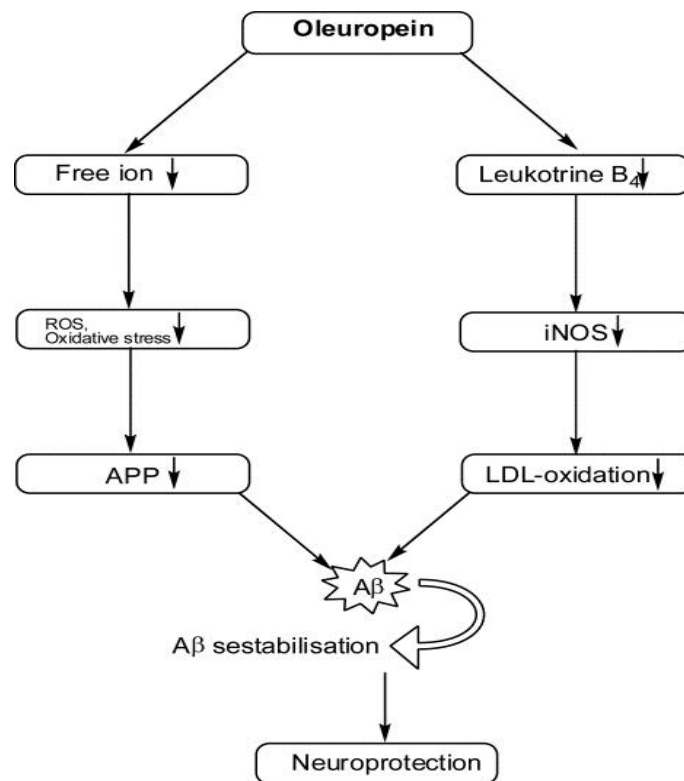 Oleuropein
Free ion
Leukotrine B₄
ROS,
Oxidative stress
iNOS
APP
LDL-oxidation
Aβ
Aβ sestabilisation
Neuroprotection